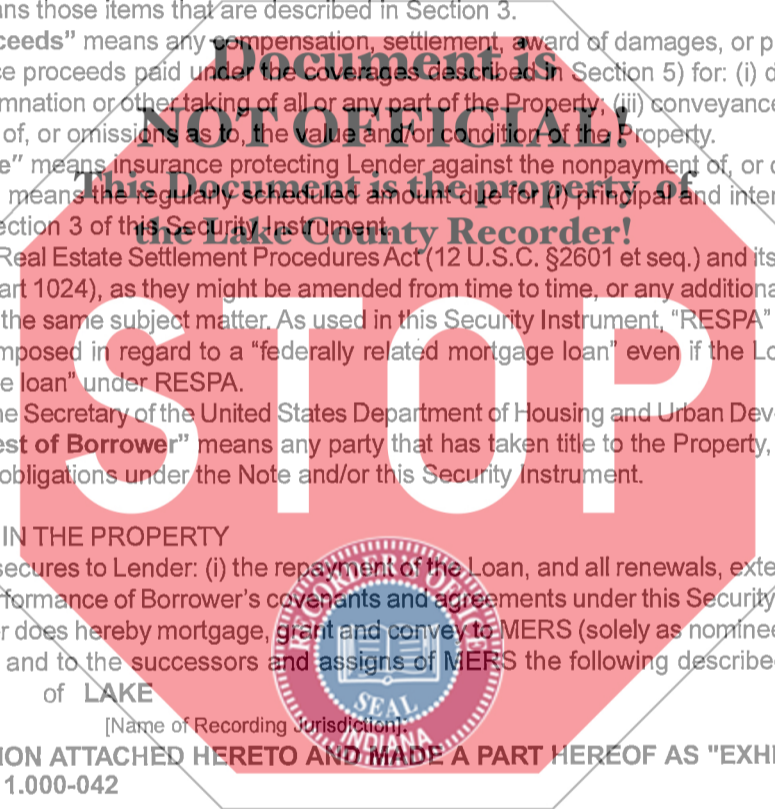 ans those items that are described in Section 3.
ceeds” means any compensation, settlement, award of damages, or p
Document is
ce proceeds paid under the coverages described in Section 5) for: (i) d
mnation or other taking of all or any part of the Property; (iii) conveyance
NOT OFFICIAL!
of, or omissions as to, the value and/or condition of the Property.
e” means insurance protecting Lender against the nonpayment of, or d
This Document is the property of
means the regularly scheduled amount due for (i) principal and inter
ection 3 of this Security Instrument.
the Lake County Recorder!
Real Estate Settlement Procedures Act (12 U.S.C. §2601 et seq.) and its
art 1024), as they might be amended from time to time, or any additiona
the same subject matter. As used in this Security Instrument, “RESPA”
STOP
mposed in regard to a “federally related mortgage loan” even if the Lo
e loan” under RESPA.
he Secretary of the United States Department of Housing and Urban Dev
est of Borrower” means any party that has taken title to the Property,
obligations under the Note and/or this Security Instrument.
IN THE PROPERTY
secures to Lender: (i) the repayment of the Loan, and all renewals, exte
formance of Borrower’s covenants and agreements under this Security
r does hereby mortgage, grant and convey to MERS (solely as nominee
and to the successors and assigns of MERS the following describe
RECORDER'S OFFICE
SEAL
INDIANA
of LAKE
[Name of Recording Jurisdiction]:
ION ATTACHED HERETO AND MADE A PART HEREOF AS "EXHI
1.000-042